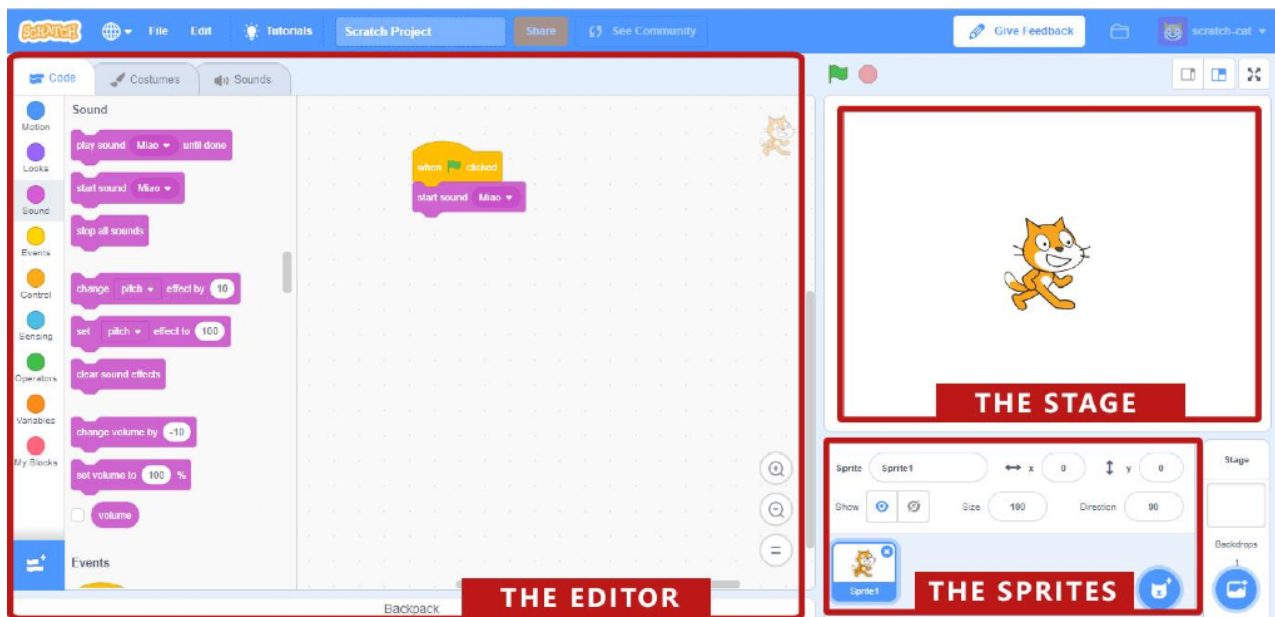 SCRATCH File Edit Tutorials Scratch Project Share See Community Give Feedback scratch-cat
Code Costumes Sounds
Motion
Looks
Sound
Events
Control
Sensing
Operators
Variables
My Blocks
Sound
play sound Miao until done
start sound Miao
stop all sounds
change pitch effect by 10
set pitch effect to 100
clear sound effects
change volume by -10
set volume to 100 %
volume
Events
when clicked
start sound Miao
Backpack
THE EDITOR
THE STAGE
Sprite Sprite1 x 0 y 0
Show Size 100 Direction 90
Sprite1
THE SPRITES
Stage
Backdrops
1